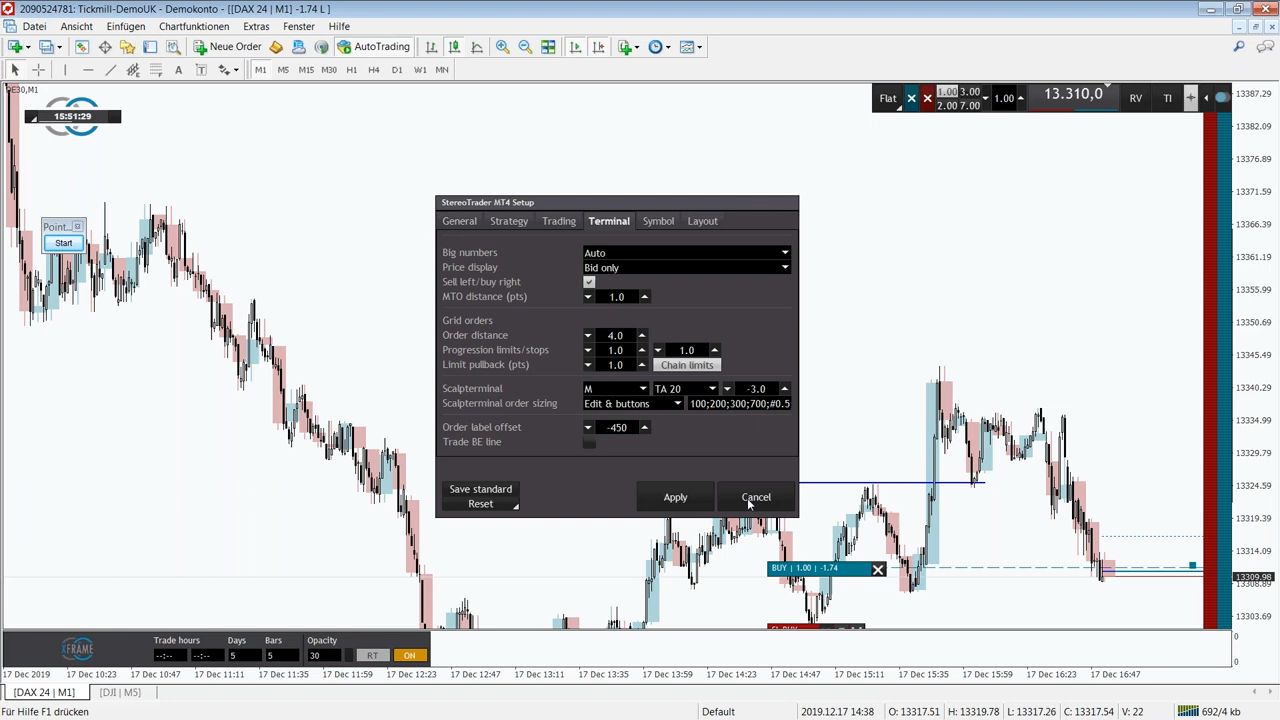 2090524781: Tickmill-DemoUK - Demokonto - [[DAX 24 | M1] -1.74 L ]
Datei Ansicht Einfügen Chartfunktionen Extras Fenster Hilfe
Neue Order AutoTrading
A T M1 M5 M15 M30 H1 H4 D1 W1 MN
E30,M1
15:51:29
Flat 1.00 3.00 2.00 7.00 1.00 13.310,0 RV TI
Point...
Start
StereoTrader MT4 Setup
General Strategy Trading Terminal Symbol Layout
Big numbers Auto
Price display Bid only
Sell left/buy right
MTO distance (pts) 1.0
Grid orders
Order distance 4.0
Progression limits/stops 1.0 1.0
Limit pullback (pts) 1.0 Chain limits
Scalpterminal M TA 20 -3.0
Scalpterminal order sizing Edit & buttons 100;200;300;700;#0.5
Order label offset -450
Trade BE line
Save standard
Reset
Apply Cancel
BUY | 1.00 | -1.74
13387.29
13382.09
13376.89
13371.59
13366.39
13361.19
13355.99
13350.69
13345.49
13340.29
13334.99
13329.79
13324.59
13319.39
13314.09
13309.98
13308.89
13303.69
0
0
XFRAME
Trade hours Days Bars Opacity
--:-- --:-- 5 5 30 RT ON
17 Dec 2019 17 Dec 10:23 17 Dec 10:47 17 Dec 11:11 17 Dec 11:35 17 Dec 11:59 17 Dec 12:23 17 Dec 12:47 17 Dec 13:11 17 Dec 13:35 17 Dec 13:59 17 Dec 14:23 17 Dec 14:47 17 Dec 15:11 17 Dec 15:35 17 Dec 15:59 17 Dec 16:23 17 Dec 16:47
[DAX 24 | M1] [DJI | M5]
Für Hilfe F1 drücken Default 2019.12.17 14:38 O: 13317.51 H: 13319.78 L: 13317.26 C: 13317.54 V: 22 692/4 kb